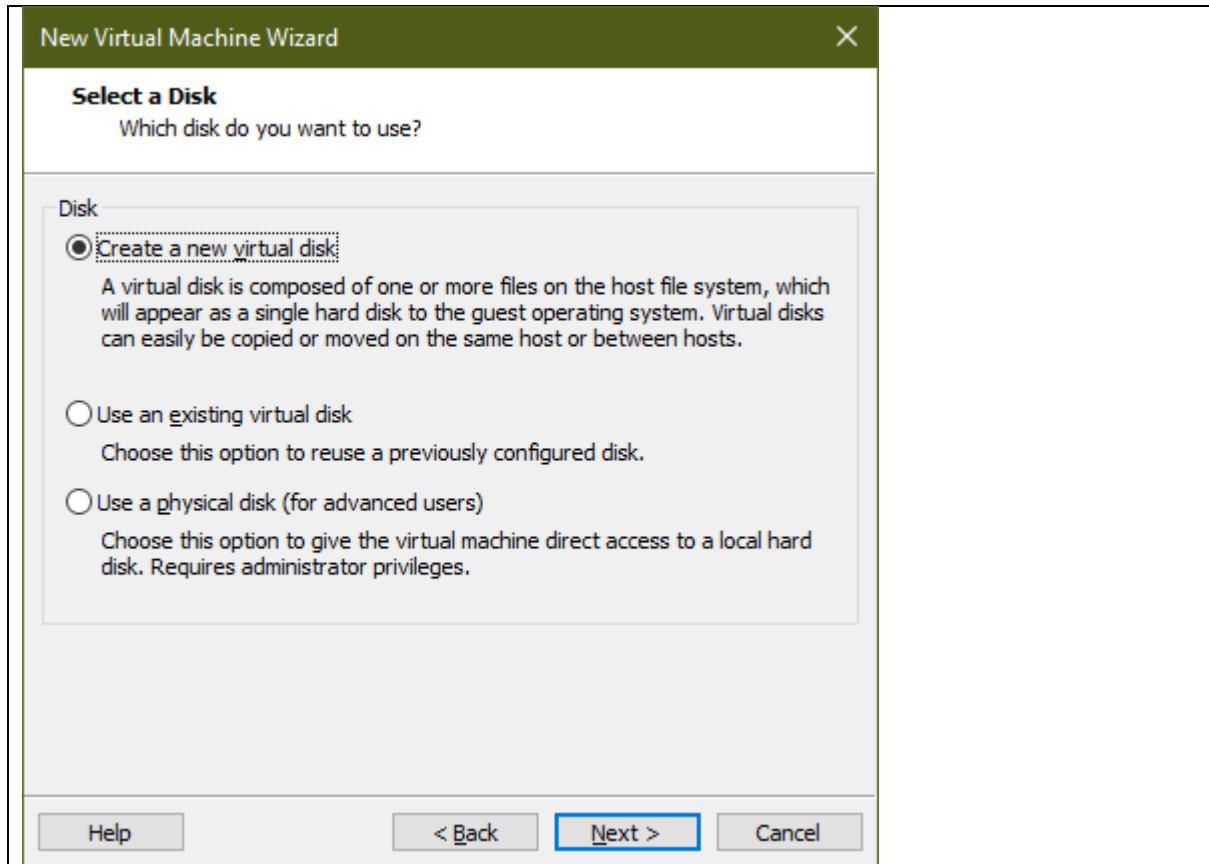 New Virtual Machine Wizard
Select a Disk
Which disk do you want to use?
Disk
Create a new virtual disk
A virtual disk is composed of one or more files on the host file system, which
will appear as a single hard disk to the guest operating system. Virtual disks
can easily be copied or moved on the same host or between hosts.
Use an existing virtual disk
Choose this option to reuse a previously configured disk.
Use a physical disk (for advanced users)
Choose this option to give the virtual machine direct access to a local hard
disk. Requires administrator privileges.
Help < Back Next > Cancel